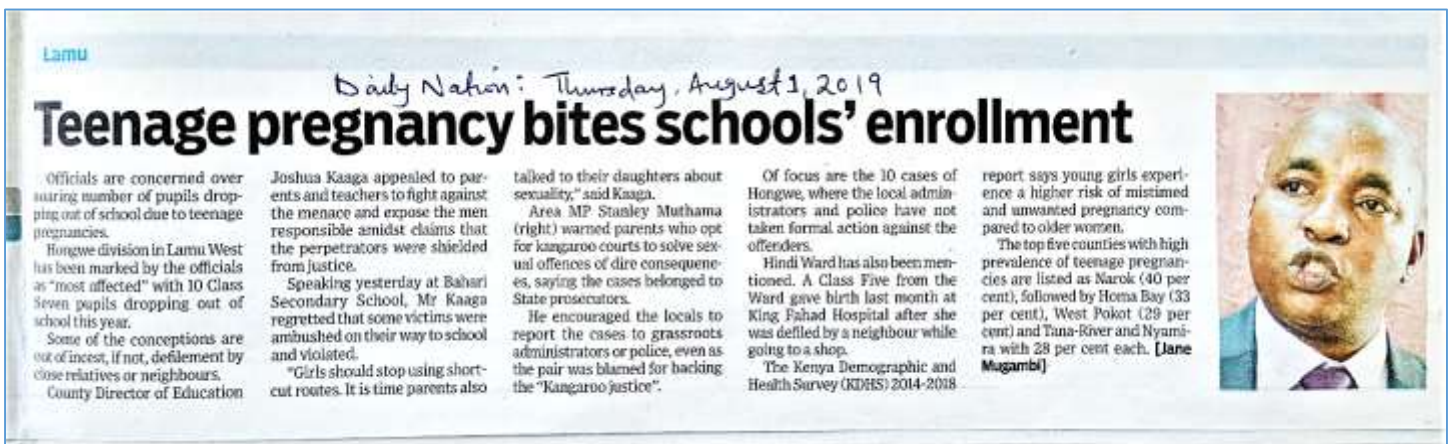 Lamu
Daily Nation: Thursday, August 1, 2019
Teenage pregnancy bites schools' enrollment
Officials are concerned over
soaring number of pupils drop-
ping out of school due to teenage
pregnancies.
Hongwe division in Lamu West
has been marked by the officials
as "most affected" with 10 Class
Seven pupils dropping out of
school this year.
Some of the conceptions are
out of incest, if not, defilement by
close relatives or neighbours.
County Director of Education
Joshua Kaaga appealed to par-
ents and teachers to fight against
the menace and expose the men
responsible amidst claims that
the perpetrators were shielded
from justice.
Speaking yesterday at Bahari
Secondary School, Mr Kaaga
regretted that some victims were
ambushed on their way to school
and violated.
"Girls should stop using short-
cut routes. It is time parents also
talked to their daughters about
sexuality," said Kaaga.
Area MP Stanley Muthama
(right) warned parents who opt
for kangaroo courts to solve sex-
ual offences of dire consequenc-
es, saying the cases belonged to
State prosecutors.
He encouraged the locals to
report the cases to grassroots
administrators or police, even as
the pair was blamed for backing
the "Kangaroo justice".
Of focus are the 10 cases of
Hongwe, where the local admin-
istrators and police have not
taken formal action against the
offenders.
Hindi Ward has also been men-
tioned. A Class Five from the
Ward gave birth last month at
King Fahad Hospital after she
was defiled by a neighbour while
going to a shop.
The Kenya Demographic and
Health Survey (KDHS) 2014-2018
report says young girls experi-
ence a higher risk of mistimed
and unwanted pregnancy com-
pared to older women.
The top five counties with high
prevalence of teenage pregnan-
cies are listed as Narok (40 per
cent), followed by Homa Bay (33
per cent), West Pokot (29 per
cent) and Tana-River and Nyami-
ra with 28 per cent each. [Jane
Mugambi]